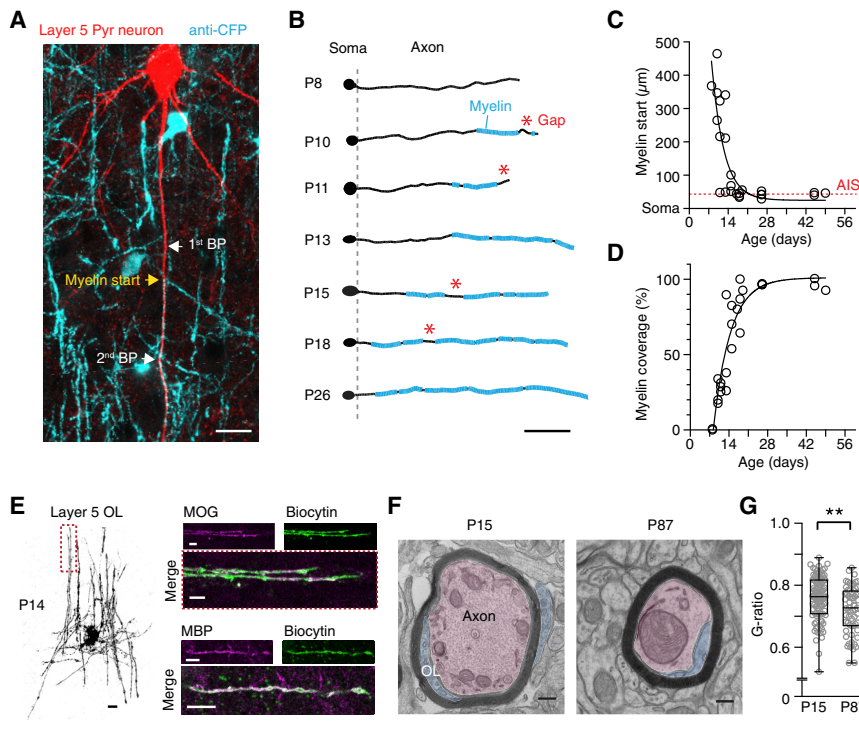 A
Layer 5 Pyr neuron
anti-CFP
1st BP
Myelin start
2nd BP
B
Soma
Axon
P8
P10
Myelin
* Gap
P11
*
P13
P15
*
P18
*
P26
C
Myelin start (µm)
500
400
300
200
100
Soma
AIS
0
14
28
42
56
Age (days)
D
Myelin coverage (%)
100
50
0
0
14
28
42
56
Age (days)
E
Layer 5 OL
P14
MOG
Biocytin
Merge
MBP
Biocytin
Merge
F
P15
P87
Axon
OL
G
**
G-ratio
1.0
0.8
0.6
0
P15